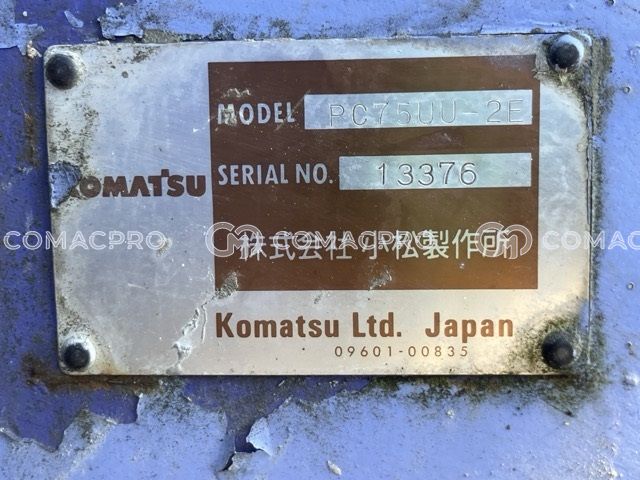 MODEL PC75UU-2E
SERIAL NO. 13376
KOMATSU
株式会社 小松製作所
COMACPRO COMACPRO COMACPRO
Komatsu Ltd. Japan
09601-00835